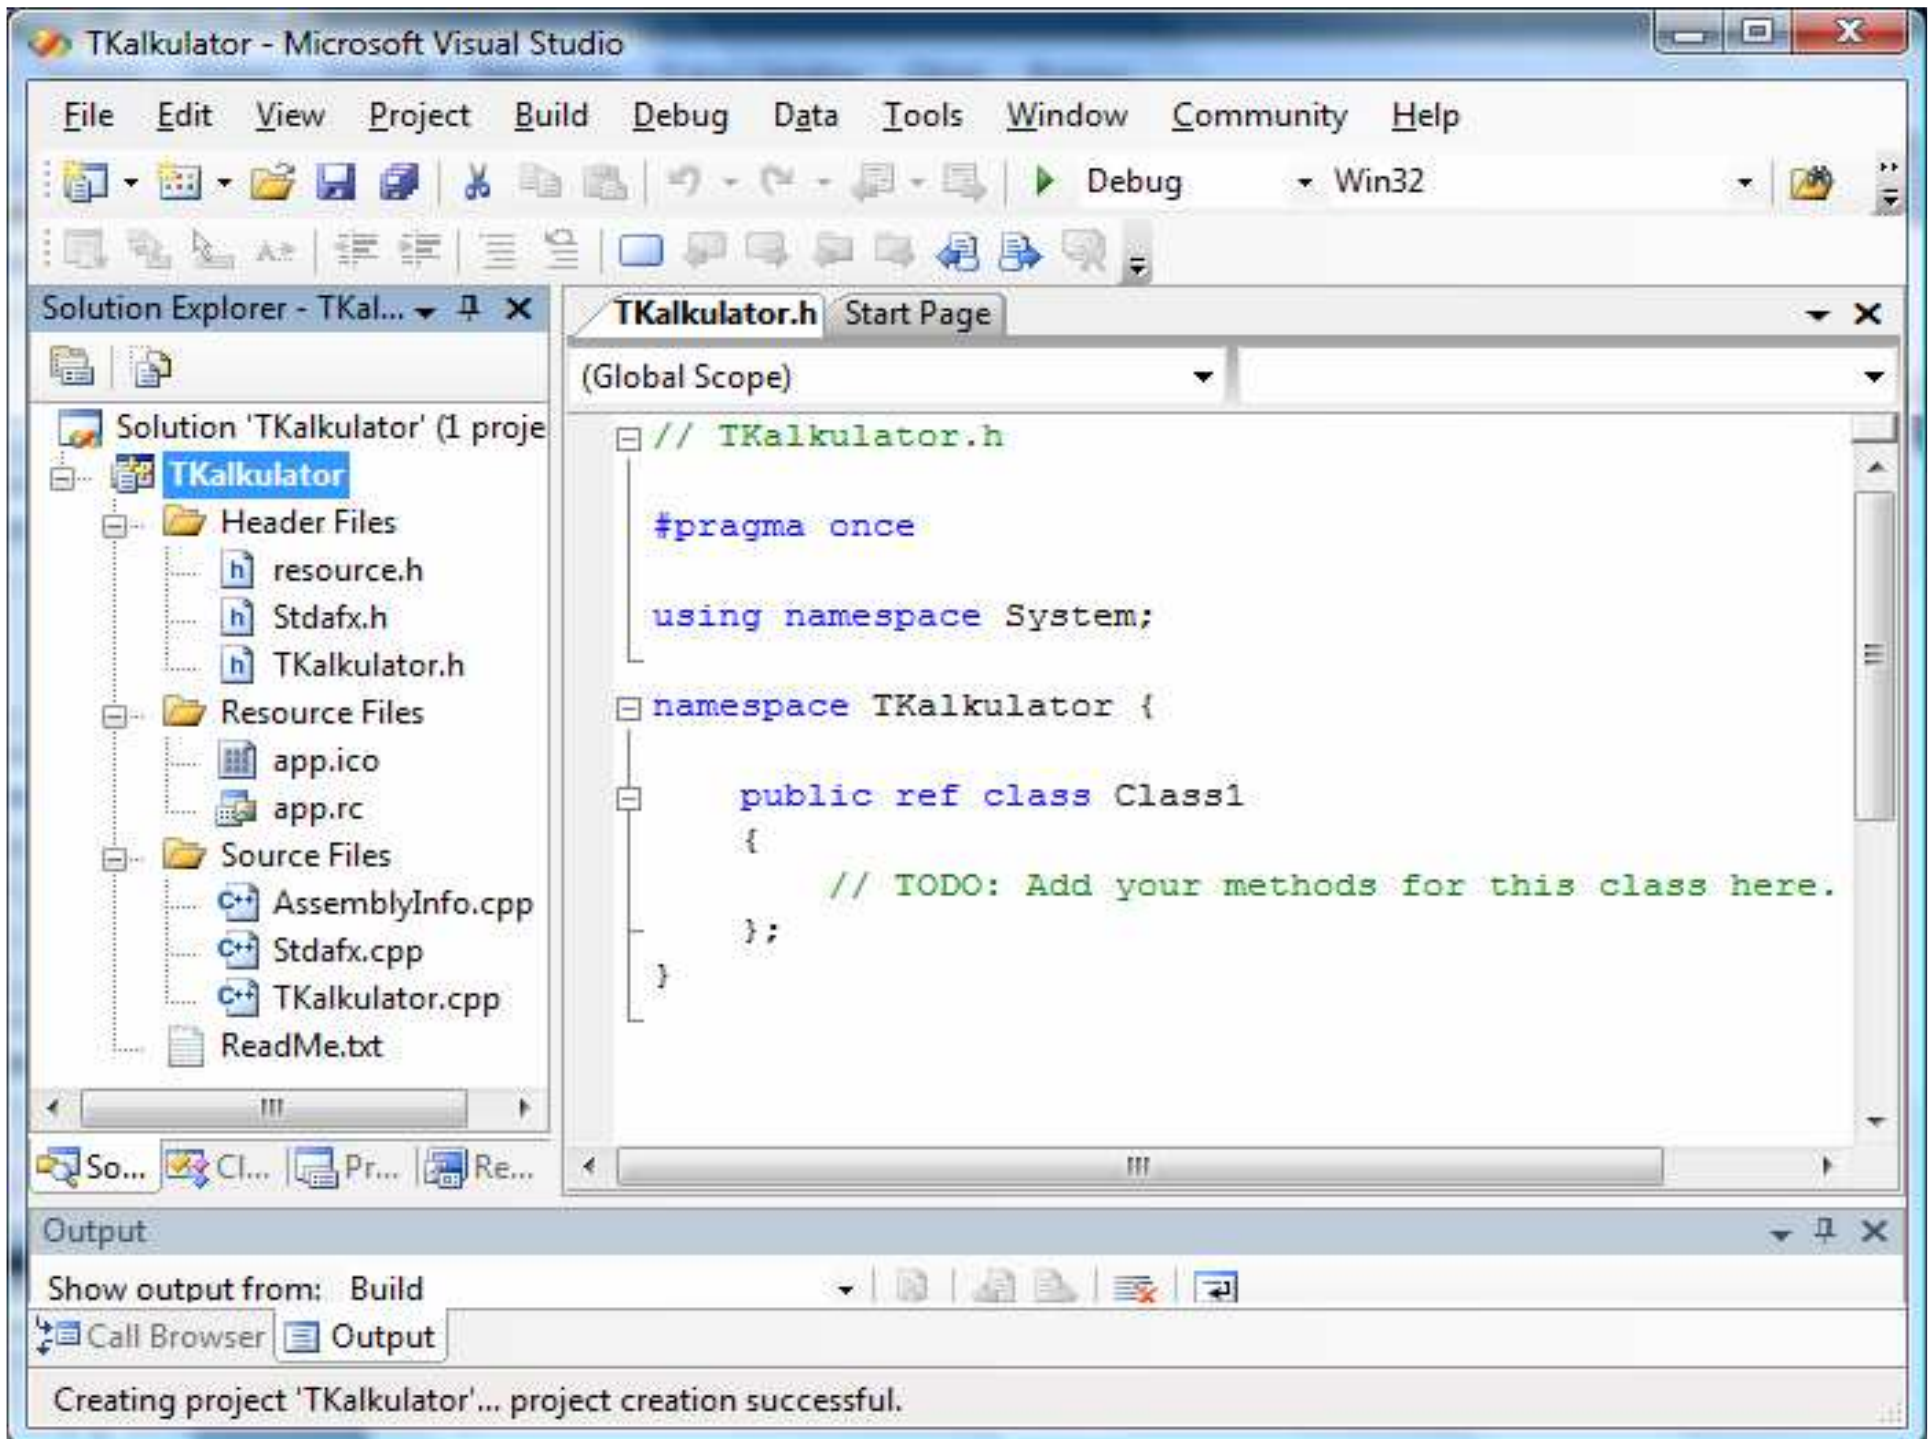 TKalkulator - Microsoft Visual Studio
File Edit View Project Build Debug Data Tools Window Community Help
Debug Win32
Solution Explorer - TKal...
TKalkulator.h Start Page
(Global Scope)
Solution 'TKalkulator' (1 proje
TKalkulator
Header Files
resource.h
Stdafx.h
TKalkulator.h
Resource Files
app.ico
app.rc
Source Files
AssemblyInfo.cpp
Stdafx.cpp
TKalkulator.cpp
ReadMe.txt
So... Cl... Pr... Re...
// TKalkulator.h
#pragma once
using namespace System;
namespace TKalkulator {
public ref class Class1
{
// TODO: Add your methods for this class here.
};
}
Output
Show output from: Build
Call Browser Output
Creating project 'TKalkulator'... project creation successful.